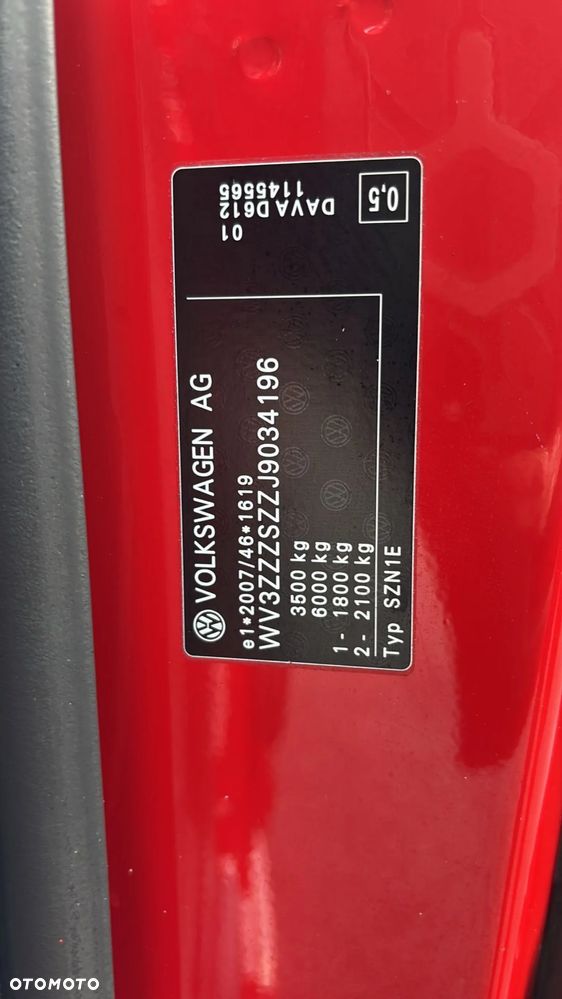 VOLKSWAGEN AG
e1*2007/46*1619
WV3ZZZSZZJ9034196
3500 kg
6000 kg
1- 1800 kg
2- 2100 kg
Typ SZN1E
01
DAVA D612
1145565
0,5
OTOMOTO